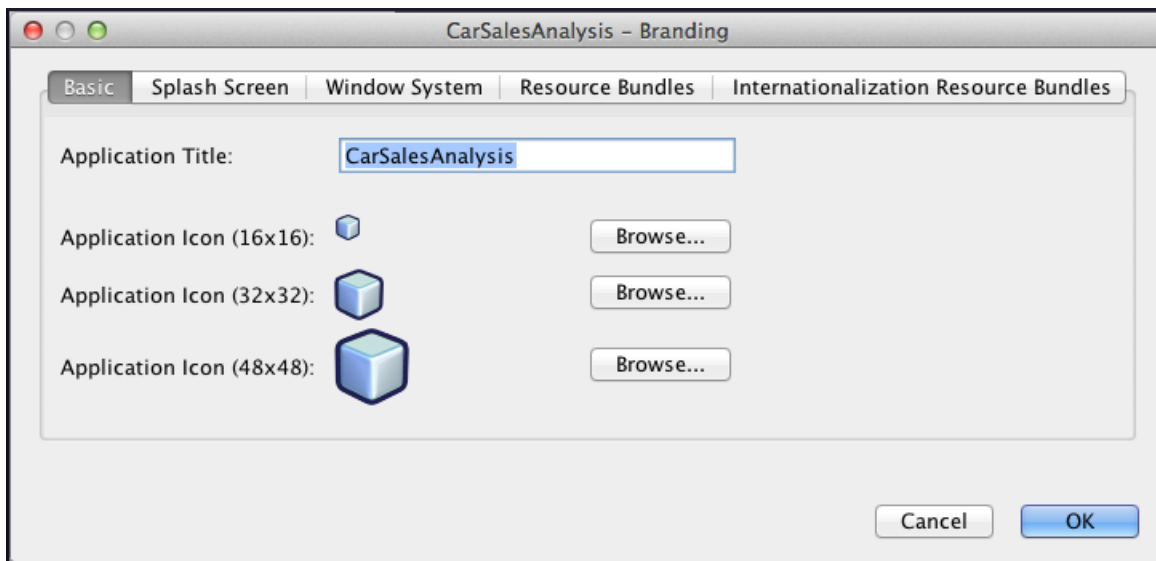 CarSalesAnalysis – Branding
Basic Splash Screen Window System Resource Bundles Internationalization Resource Bundles
Application Title: CarSalesAnalysis
Application Icon (16x16): Browse...
Application Icon (32x32): Browse...
Application Icon (48x48): Browse...
Cancel OK